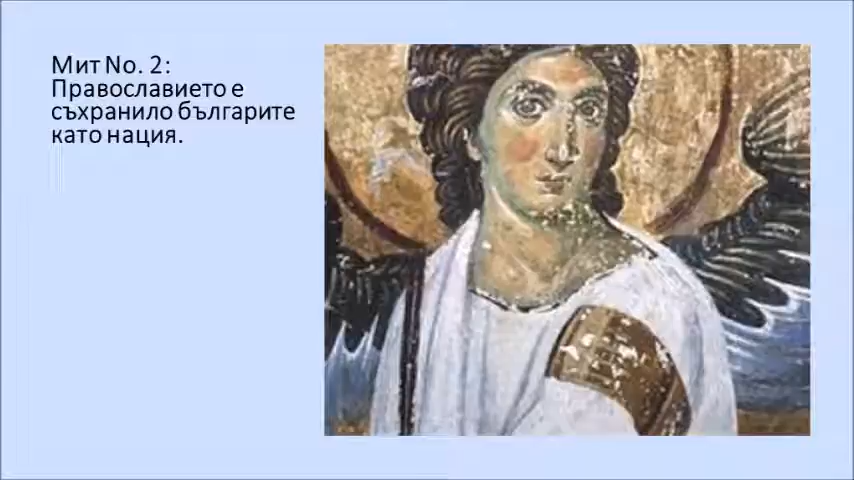 Мит No. 2:
Православието е
съхранило българите
като нация.